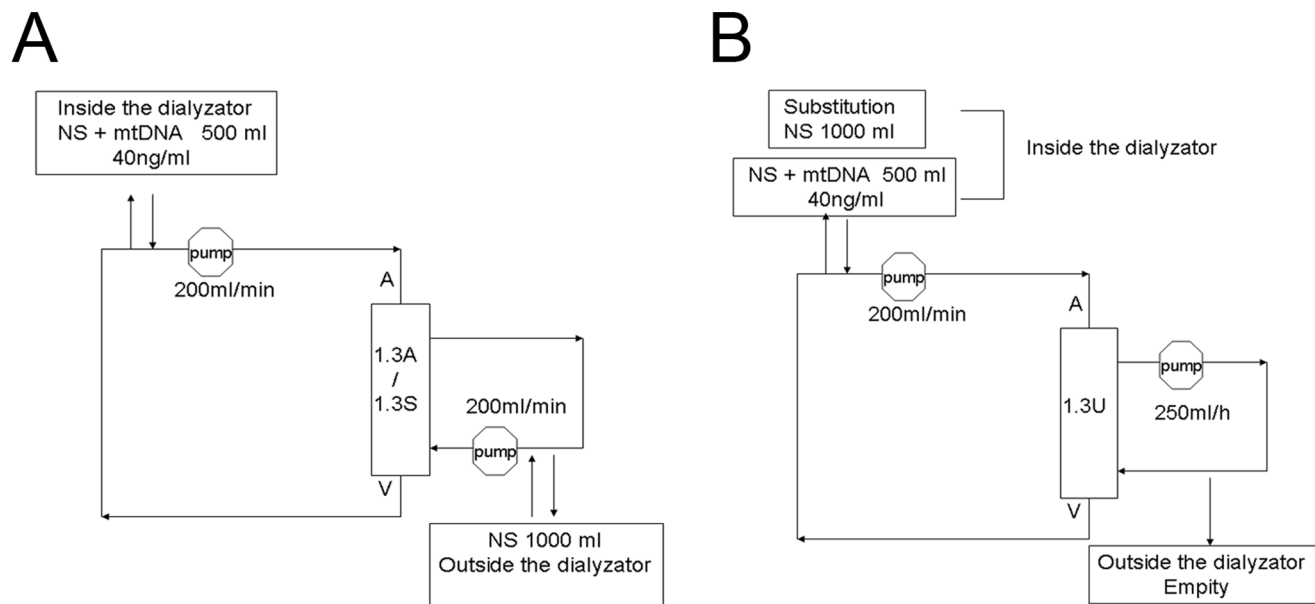 A
Inside the dialyzator
NS + mtDNA 500 ml
40ng/ml
pump
200ml/min
A
1.3A
/
1.3S
200ml/min
pump
V
NS 1000 ml
Outside the dialyzator
B
Substitution
NS 1000 ml
Inside the dialyzator
NS + mtDNA 500 ml
40ng/ml
pump
200ml/min
A
pump
1.3U
250ml/h
V
Outside the dialyzator
Empity